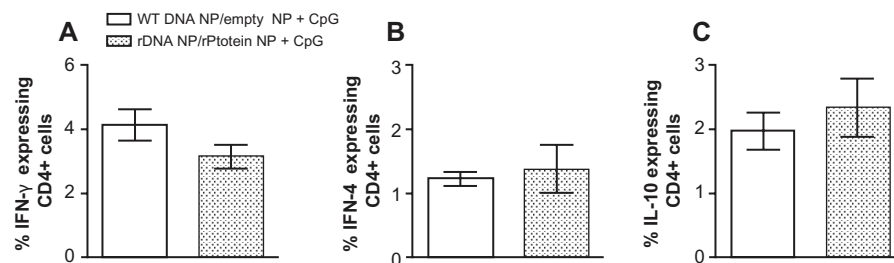 A
WT DNA NP/empty NP + CpG
rDNA NP/rPtotein NP + CpG
% IFN-γ expressing
CD4+ cells
6
4
2
0
B
% IFN-4 expressing
CD4+ cells
3
2
1
0
C
% IL-10 expressing
CD4+ cells
3
2
1
0